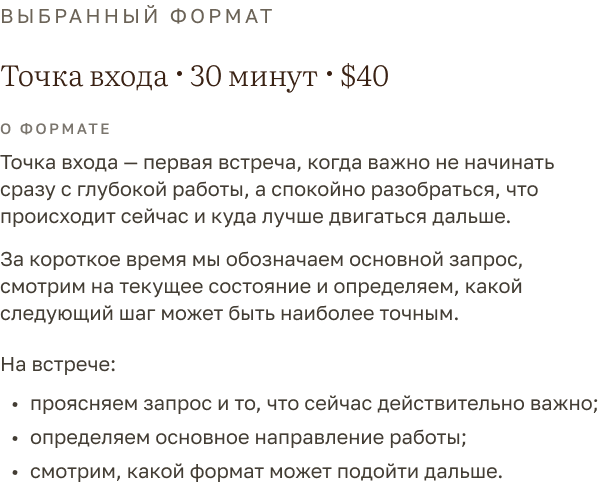 ВЫБРАННЫЙ ФОРМАТ
Точка входа • 30 минут • $40
О ФОРМАТЕ
Точка входа — первая встреча, когда важно не начинать
сразу с глубокой работы, а спокойно разобраться, что
происходит сейчас и куда лучше двигаться дальше.
За короткое время мы обозначаем основной запрос,
смотрим на текущее состояние и определяем, какой
следующий шаг может быть наиболее точным.
На встрече:
• проясняем запрос и то, что сейчас действительно важно;
• определяем основное направление работы;
• смотрим, какой формат может подойти дальше.